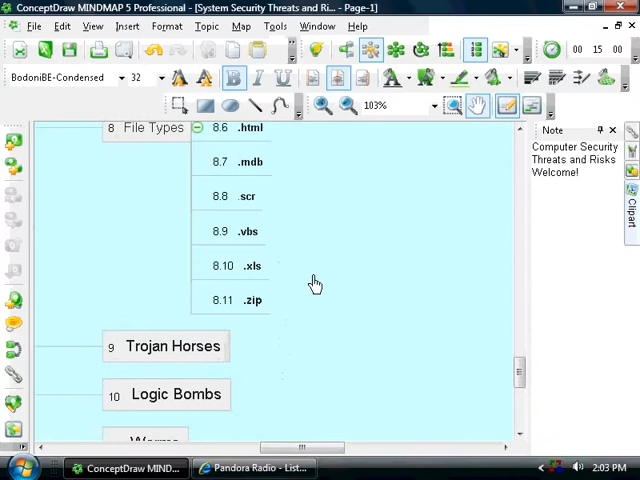 ConceptDraw MINDMAP 5 Professional - [System Security Threats and Ri... - Page-1]
File Edit View Insert Format Topic Map Tools Window Help
00 15 00
BodoniBE-Condensed 32 B I U
103%
8 File Types
8.6 .html
8.7 .mdb
8.8 .scr
8.9 .vbs
8.10 .xls
8.11 .zip
9 Trojan Horses
10 Logic Bombs
Worms
Note
Computer Security
Threats and Risks
Welcome!
Clipart
ConceptDraw MIND... Pandora Radio - List... 2:03 PM